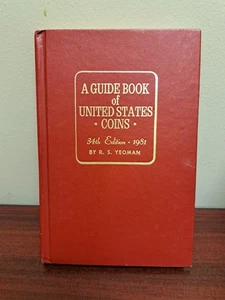 A GUIDE BOOK
of
UNITED STATES
• COINS •
34th Edition • 1981
BY R. S. YEOMAN